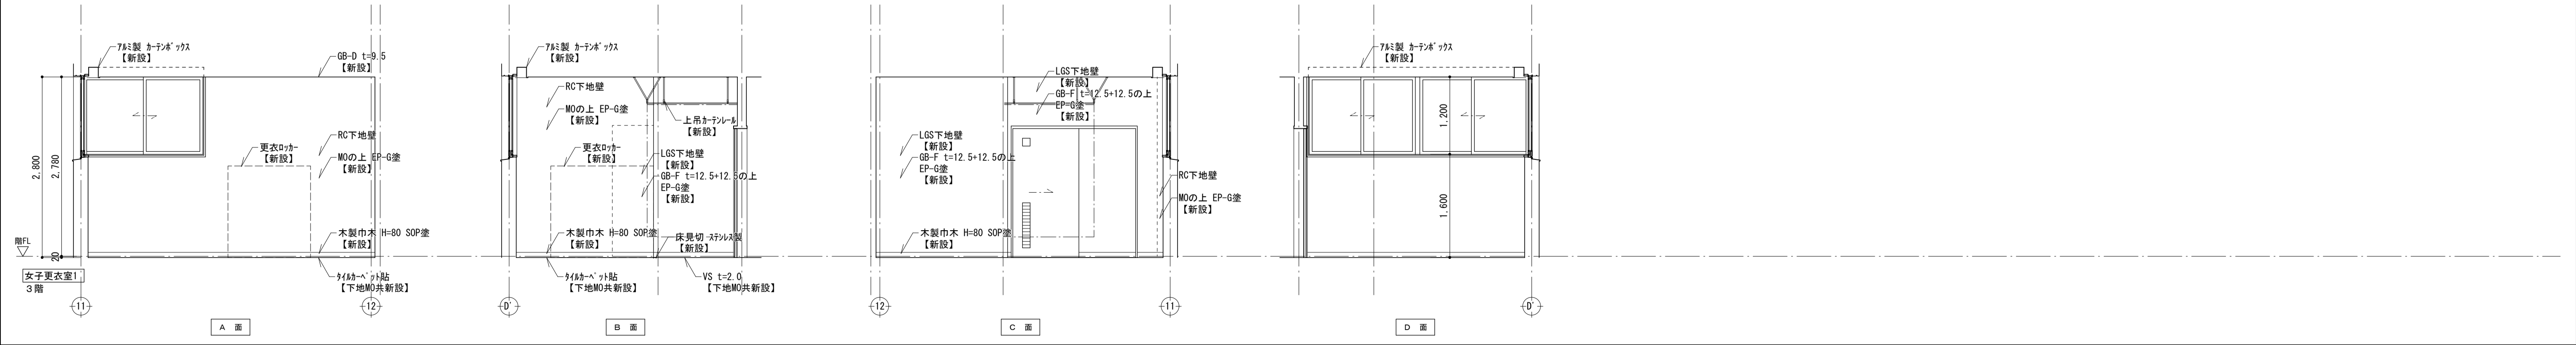 ｱﾙﾐ製 ｶｰﾃﾝﾎﾞｯｸｽ
【新設】
GB-D t=9.5
【新設】
RC下地壁
MOの上 EP-G塗
【新設】
更衣ﾛｯｶｰ
【新設】
木製巾木 H=80 SOP塗
【新設】
ﾀｲﾙｶｰﾍﾟｯﾄ貼
【下地MO共新設】
2.800
2.780
20
階FL
女子更衣室1
３階
11
12
Ａ 面
ｱﾙﾐ製 ｶｰﾃﾝﾎﾞｯｸｽ
【新設】
RC下地壁
MOの上 EP-G塗
【新設】
上吊ｶｰﾃﾝﾚｰﾙ
【新設】
更衣ﾛｯｶｰ
【新設】
LGS下地壁
【新設】
GB-F t=12.5+12.5の上
EP-G塗
【新設】
木製巾木 H=80 SOP塗
【新設】
床見切 ｽﾃﾝﾚｽ製
【新設】
ﾀｲﾙｶｰﾍﾟｯﾄ貼
【下地MO共新設】
VS t=2.0
【下地MO共新設】
D'
Ｂ 面
LGS下地壁
【新設】
GB-F t=12.5+12.5の上
EP-G塗
【新設】
LGS下地壁
【新設】
GB-F t=12.5+12.5の上
EP-G塗
【新設】
RC下地壁
MOの上 EP-G塗
【新設】
木製巾木 H=80 SOP塗
【新設】
12
11
Ｃ 面
ｱﾙﾐ製 ｶｰﾃﾝﾎﾞｯｸｽ
【新設】
1.200
1.600
D'
Ｄ 面